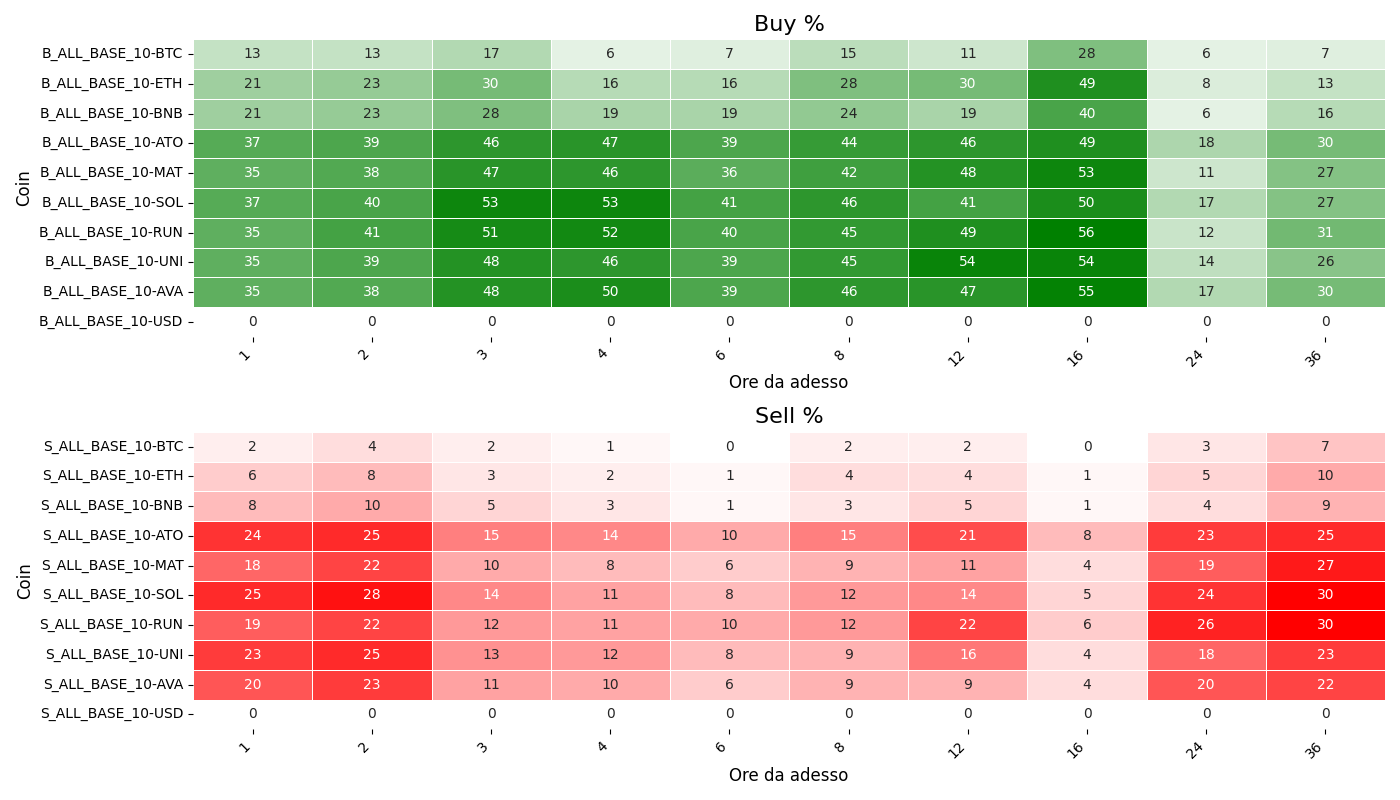 Buy %
Coin
B_ALL_BASE_10-BTC 13 13 17 6 7 15 11 28 6 7
B_ALL_BASE_10-ETH 21 23 30 16 16 28 30 49 8 13
B_ALL_BASE_10-BNB 21 23 28 19 19 24 19 40 6 16
B_ALL_BASE_10-ATO 37 39 46 47 39 44 46 49 18 30
B_ALL_BASE_10-MAT 35 38 47 46 36 42 48 53 11 27
B_ALL_BASE_10-SOL 37 40 53 53 41 46 41 50 17 27
B_ALL_BASE_10-RUN 35 41 51 52 40 45 49 56 12 31
B_ALL_BASE_10-UNI 35 39 48 46 39 45 54 54 14 26
B_ALL_BASE_10-AVA 35 38 48 50 39 46 47 55 17 30
B_ALL_BASE_10-USD 0 0 0 0 0 0 0 0 0 0
1 2 3 4 6 8 12 16 24 36
Ore da adesso
Sell %
Coin
S_ALL_BASE_10-BTC 2 4 2 1 0 2 2 0 3 7
S_ALL_BASE_10-ETH 6 8 3 2 1 4 4 1 5 10
S_ALL_BASE_10-BNB 8 10 5 3 1 3 5 1 4 9
S_ALL_BASE_10-ATO 24 25 15 14 10 15 21 8 23 25
S_ALL_BASE_10-MAT 18 22 10 8 6 9 11 4 19 27
S_ALL_BASE_10-SOL 25 28 14 11 8 12 14 5 24 30
S_ALL_BASE_10-RUN 19 22 12 11 10 12 22 6 26 30
S_ALL_BASE_10-UNI 23 25 13 12 8 9 16 4 18 23
S_ALL_BASE_10-AVA 20 23 11 10 6 9 9 4 20 22
S_ALL_BASE_10-USD 0 0 0 0 0 0 0 0 0 0
1 2 3 4 6 8 12 16 24 36
Ore da adesso